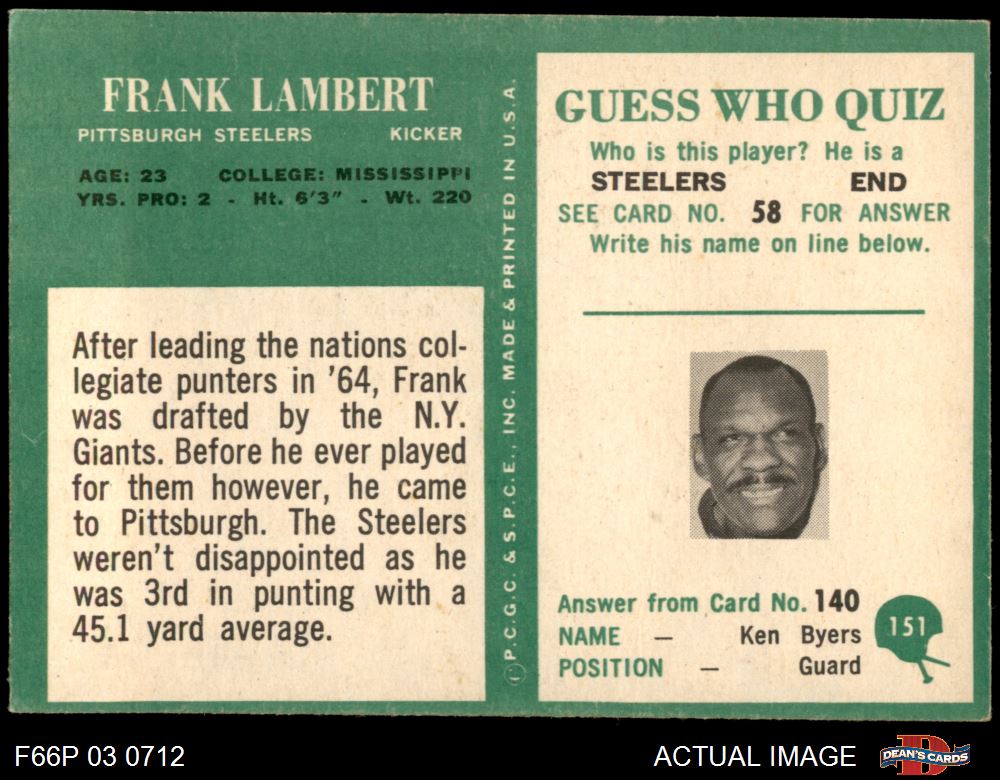 FRANK LAMBERT
PITTSBURGH STEELERS KICKER
AGE: 23 COLLEGE: MISSISSIPPI
YRS. PRO: 2 - Ht. 6'3" - Wt. 220
After leading the nations col-
legiate punters in '64, Frank
was drafted by the N.Y.
Giants. Before he ever played
for them however, he came
to Pittsburgh. The Steelers
weren't disappointed as he
was 3rd in punting with a
45.1 yard average.
©P.C.G.C. & S.P.C.E., INC. MADE & PRINTED IN U.S.A.
GUESS WHO QUIZ
Who is this player? He is a
STEELERS END
SEE CARD NO. 58 FOR ANSWER
Write his name on line below.
Answer from Card No. 140
NAME — Ken Byers
POSITION — Guard
151
F66P 03 0712
ACTUAL IMAGE
DEAN'S CARDS